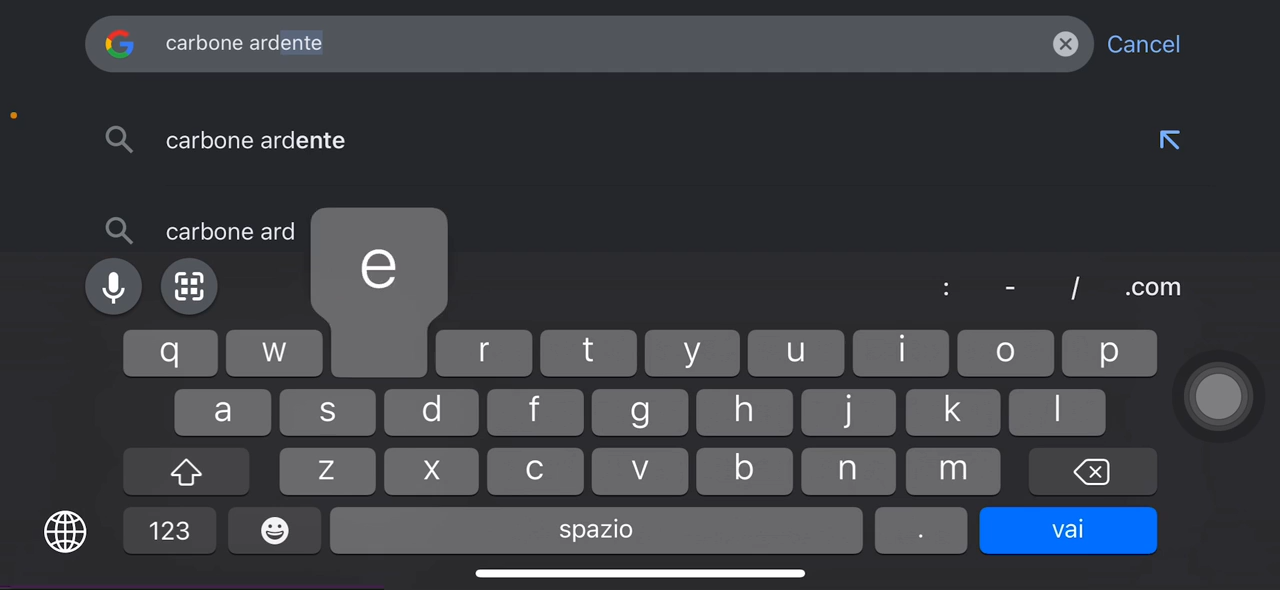 carbone ardente
Cancel
carbone ardente
carbone ard
e
: - / .com
q w r t y u i o p
a s d f g h j k l
z x c v b n m
123 spazio . vai